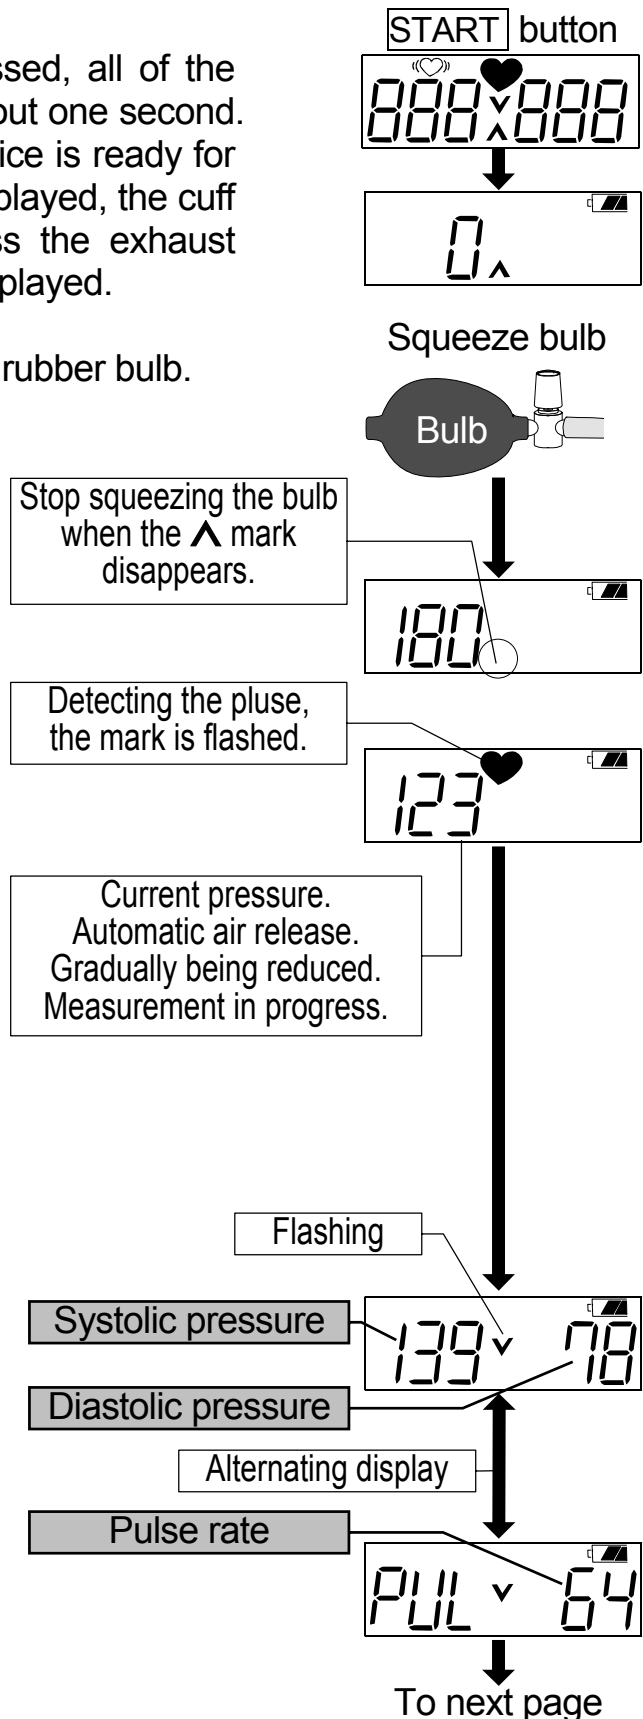 START button
ssed, all of the
out one second.
ice is ready for
played, the cuff
ss the exhaust
played.
rubber bulb.
888 888
0
Squeeze bulb
Bulb
Stop squeezing the bulb
when the ∧ mark
disappears.
180
Detecting the pluse,
the mark is flashed.
123
Current pressure.
Automatic air release.
Gradually being reduced.
Measurement in progress.
Flashing
Systolic pressure
139 78
Diastolic pressure
Alternating display
Pulse rate
PUL 64
To next page